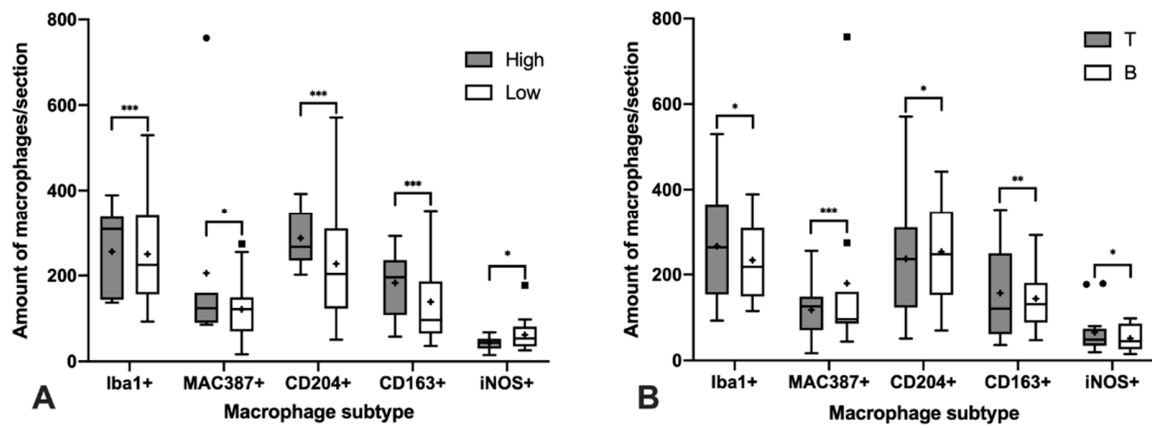 800
600
400
200
0
Amount of macrophages/section
***
*
***
***
*
High
Low
Iba1+ MAC387+ CD204+ CD163+ iNOS+
Macrophage subtype
A
800
600
400
200
0
Amount of macrophages/section
*
***
*
**
*
T
B
Iba1+ MAC387+ CD204+ CD163+ iNOS+
Macrophage subtype
B